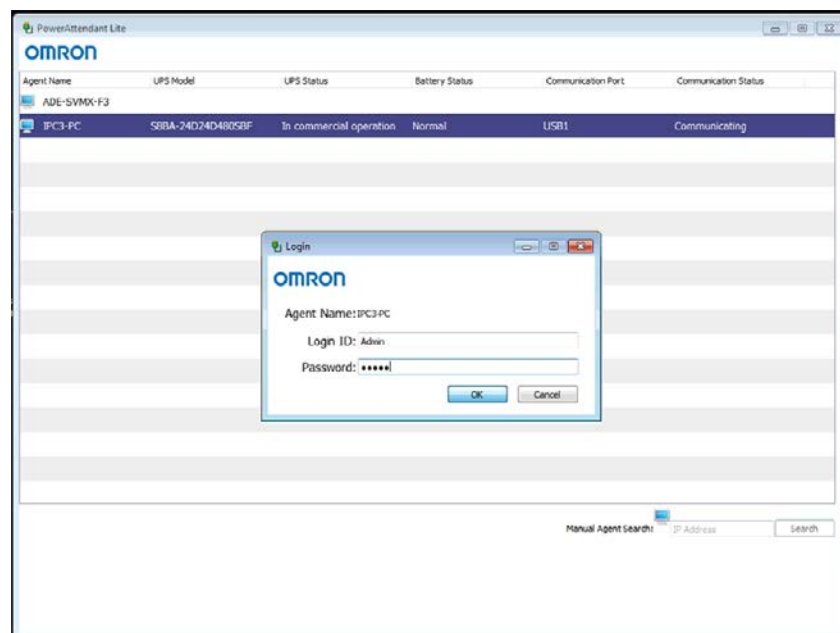 PowerAttendant Lite
OMRON
Agent Name UPS Model UPS Status Battery Status Communication Port Communication Status
ADE-SVMX-F3
IPC3-PC S8BA-24D24D480SBF In commercial operation Normal USB1 Communicating
Login
OMRON
Agent Name: IPC3-PC
Login ID: Admin
Password: •••••
OK Cancel
Manual Agent Search: IP Address Search